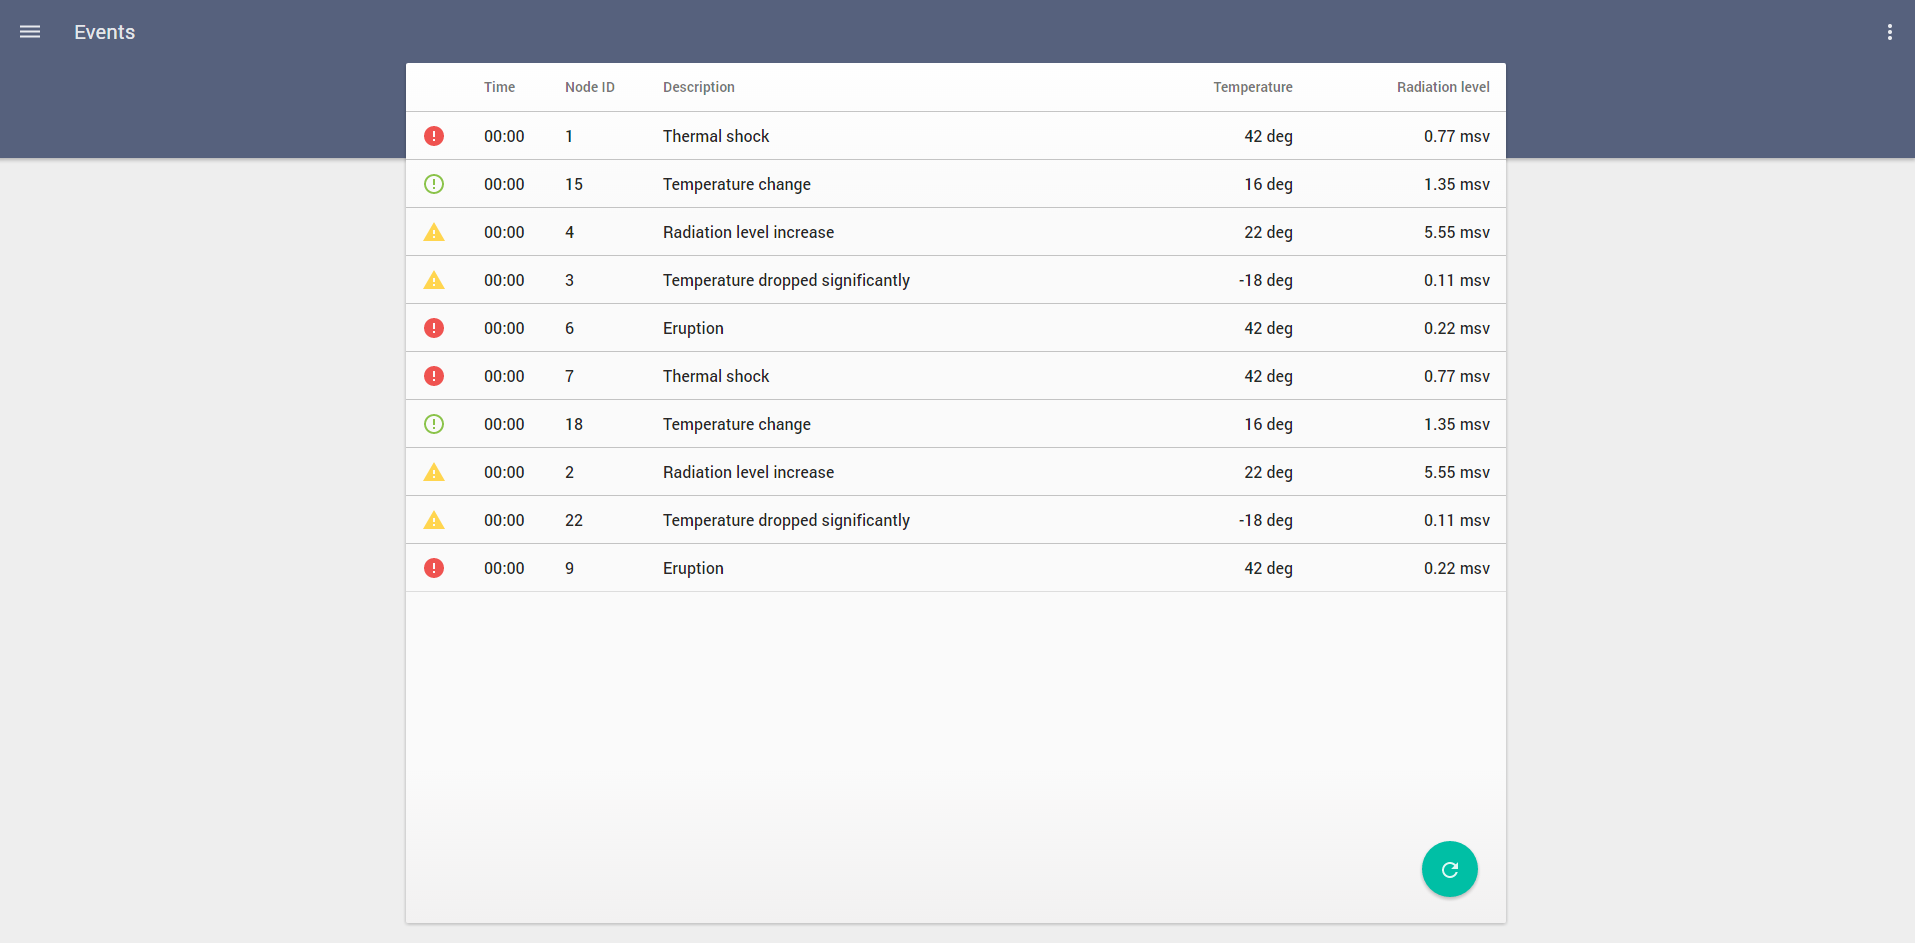 Events
Time Node ID Description Temperature Radiation level
00:00 1 Thermal shock 42 deg 0.77 msv
00:00 15 Temperature change 16 deg 1.35 msv
00:00 4 Radiation level increase 22 deg 5.55 msv
00:00 3 Temperature dropped significantly -18 deg 0.11 msv
00:00 6 Eruption 42 deg 0.22 msv
00:00 7 Thermal shock 42 deg 0.77 msv
00:00 18 Temperature change 16 deg 1.35 msv
00:00 2 Radiation level increase 22 deg 5.55 msv
00:00 22 Temperature dropped significantly -18 deg 0.11 msv
00:00 9 Eruption 42 deg 0.22 msv